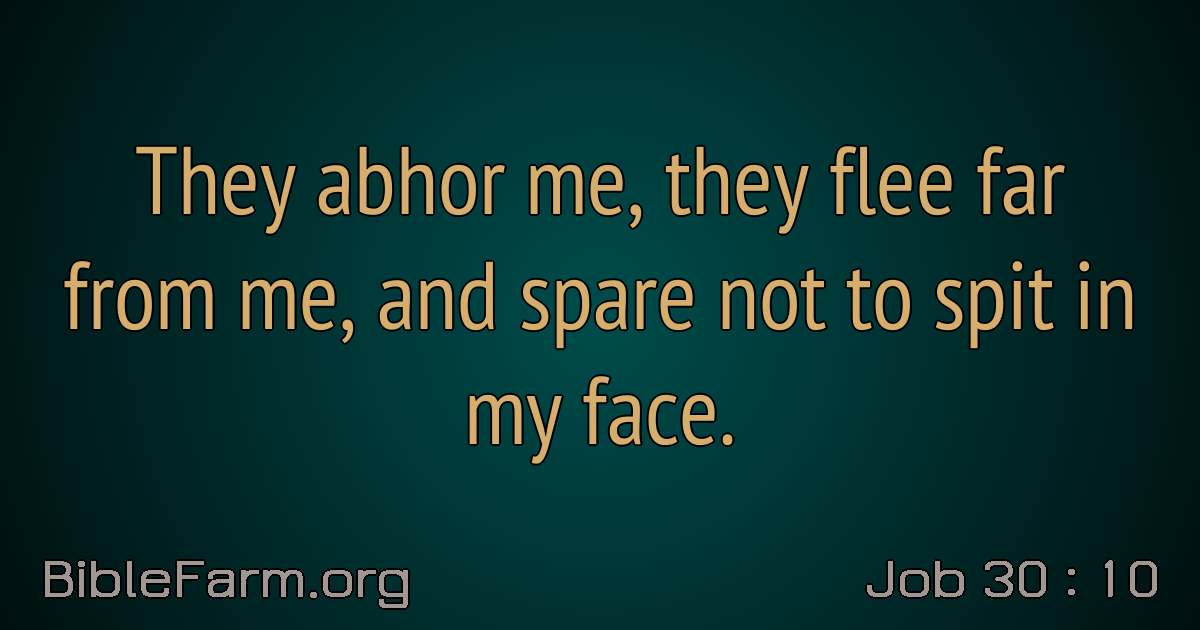 They abhor me, they flee far
from me, and spare not to spit in
my face.
BibleFarm.org
Job 30 : 10